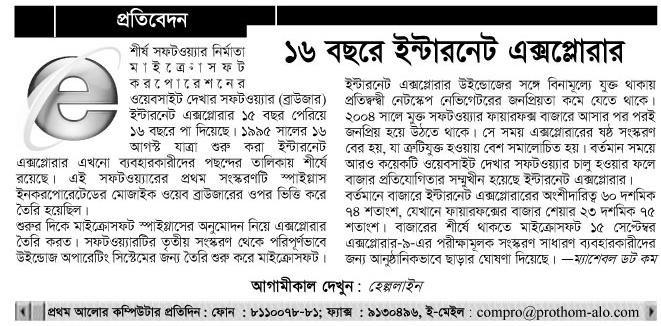 প্রতিবেদন
১৬ বছরে ইন্টারনেট এক্সপ্লোরার
শীর্ষ সফটওয়্যার নির্মাতা
মাইক্রোসফট
করপোরেশনের
ওয়েবসাইট দেখার সফটওয়্যার (ব্রাউজার)
ইন্টারনেট এক্সপ্লোরার ১৫ বছর পেরিয়ে
১৬ বছরে পা দিয়েছে। ১৯৯৫ সালের ১৬
আগস্ট যাত্রা শুরু করা ইন্টারনেট
এক্সপ্লোরার এখনো ব্যবহারকারীদের পছন্দের তালিকায় শীর্ষে
রয়েছে। এই সফটওয়্যারের প্রথম সংস্করণটি স্পাইগ্লাস
ইনকরপোরেটেডের মোজাইক ওয়েব ব্রাউজারের ওপর ভিত্তি করে
তৈরি হয়েছিল।
শুরুর দিকে মাইক্রোসফট স্পাইগ্লাসের অনুমোদন নিয়ে এক্সপ্লোরার
তৈরি করত। সফটওয়্যারটির তৃতীয় সংস্করণ থেকে পরিপূর্ণভাবে
উইন্ডোজ অপারেটিং সিস্টেমের জন্য তৈরি শুরু করে মাইক্রোসফট।
ইন্টারনেট এক্সপ্লোরার উইন্ডোজের সঙ্গে বিনামূল্যে যুক্ত থাকায়
প্রতিদ্বন্দ্বী নেটস্কেপ নেভিগেটরের জনপ্রিয়তা কমে যেতে থাকে।
২০০৪ সালে মুক্ত সফটওয়্যার ফায়ারফক্স বাজারে আসার পর পরই
জনপ্রিয় হয়ে উঠতে থাকে। সে সময় এক্সপ্লোরারের ষষ্ঠ সংস্করণ
বের হয়, যা ত্রুটিযুক্ত হওয়ায় বেশ সমালোচিত হয়। বর্তমান সময়ে
আরও কয়েকটি ওয়েবসাইট দেখার সফটওয়্যার চালু হওয়ার ফলে
বাজার প্রতিযোগিতার সম্মুখীন হয়েছে ইন্টারনেট এক্সপ্লোরার।
বর্তমানে বাজারে ইন্টারনেট এক্সপ্লোরারের অংশীদারিত্ব ৬০ দশমিক
৭৪ শতাংশ, যেখানে ফায়ারফক্সের বাজার শেয়ার ২৩ দশমিক ৭৫
শতাংশ। বাজারের শীর্ষে থাকতে মাইক্রোসফট ১৫ সেপ্টেম্বর
এক্সপ্লোরার-৯-এর পরীক্ষামূলক সংস্করণ সাধারণ ব্যবহারকারীদের
জন্য আনুষ্ঠানিকভাবে ছাড়ার ঘোষণা দিয়েছে। —ম্যাশেবল ডট কম
আগামীকাল দেখুন : হেল্পলাইন
প্রথম আলোর কম্পিউটার প্রতিদিন : ফোন : ৮১১০০৭৮-৮১; ফ্যাক্স : ৯১৩০৪৯৬, ই-মেইল : compro@prothom-alo.com